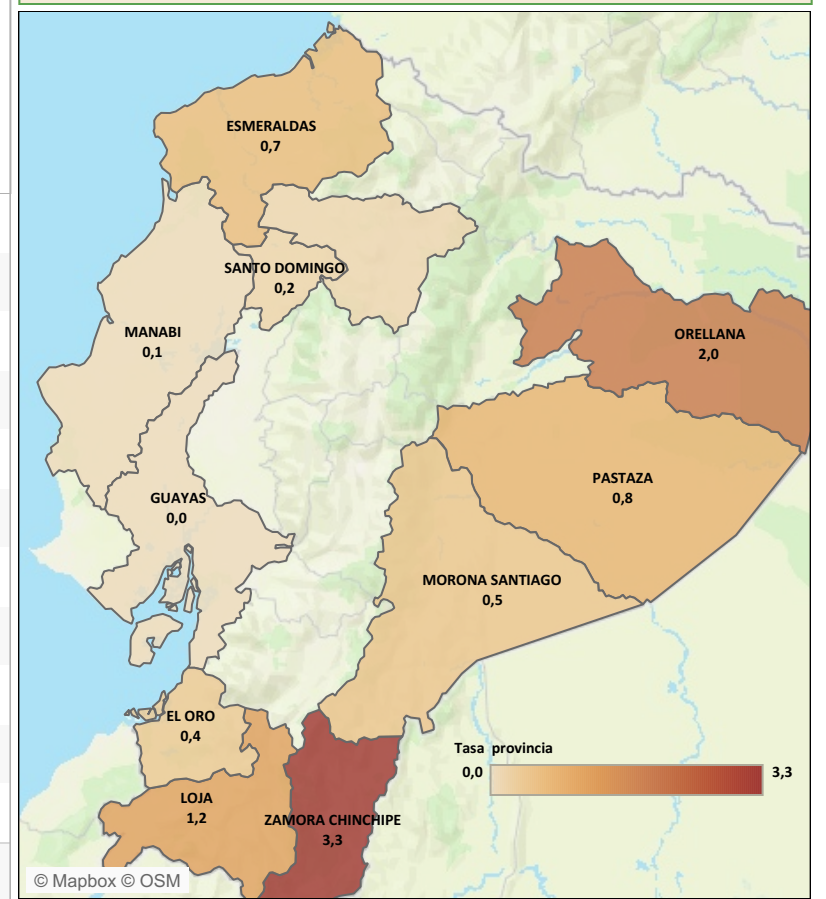 ESMERALDAS
0,7
SANTO DOMINGO
0,2
MANABI
0,1
ORELLANA
2,0
PASTAZA
0,8
GUAYAS
0,0
MORONA SANTIAGO
0,5
EL ORO
0,4
Tasa provincia
0,0 3,3
LOJA
1,2
ZAMORA CHINCHIPE
3,3
© Mapbox © OSM